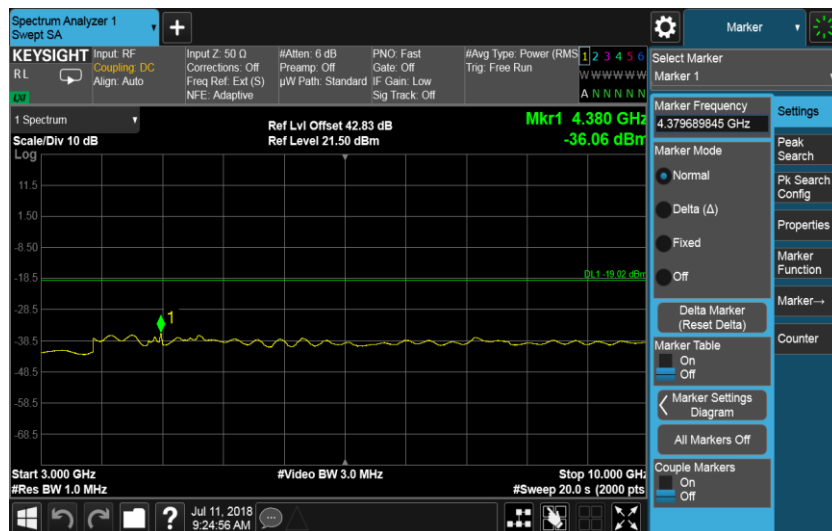 Spectrum Analyzer 1
Swept SA
+
Marker
KEYSIGHT
RL
LXI
Input: RF
Coupling: DC
Align: Auto
Input Z: 50 Ω
Corrections: Off
Freq Ref: Ext (S)
NFE: Adaptive
#Atten: 6 dB
Preamp: Off
µW Path: Standard
PNO: Fast
Gate: Off
IF Gain: Low
Sig Track: Off
#Avg Type: Power (RMS
Trig: Free Run
1 2 3 4 5 6
W W W W W W
A N N N N N
Select Marker
Marker 1
1 Spectrum
Scale/Div 10 dB
Log
Ref Lvl Offset 42.83 dB
Ref Level 21.50 dBm
Mkr1 4.380 GHz
-36.06 dBm
11.5
1.50
-8.50
-18.5
-28.5
-38.5
-48.5
-58.5
-68.5
DL1 -19.02 dBm
1
Start 3.000 GHz
#Res BW 1.0 MHz
#Video BW 3.0 MHz
Stop 10.000 GHz
#Sweep 20.0 s (2000 pts
Marker Frequency
4.379689845 GHz
Marker Mode
Normal
Delta (Δ)
Fixed
Off
Delta Marker
(Reset Delta)
Marker Table
On
Off
Marker Settings
Diagram
All Markers Off
Couple Markers
On
Off
Settings
Peak
Search
Pk Search
Config
Properties
Marker
Function
Marker→
Counter
?
Jul 11, 2018
9:24:56 AM